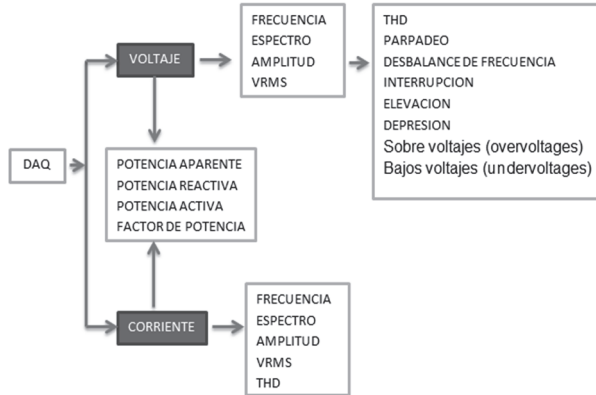 FRECUENCIA
ESPECTRO
AMPLITUD
VRMS
THD
PARPADEO
DESBALANCE DE FRECUENCIA
INTERRUPCION
ELEVACION
DEPRESION
Sobre voltajes (overvoltages)
Bajos voltajes (undervoltages)
VOLTAJE
DAQ
POTENCIA APARENTE
POTENCIA REACTIVA
POTENCIA ACTIVA
FACTOR DE POTENCIA
CORRIENTE
FRECUENCIA
ESPECTRO
AMPLITUD
VRMS
THD